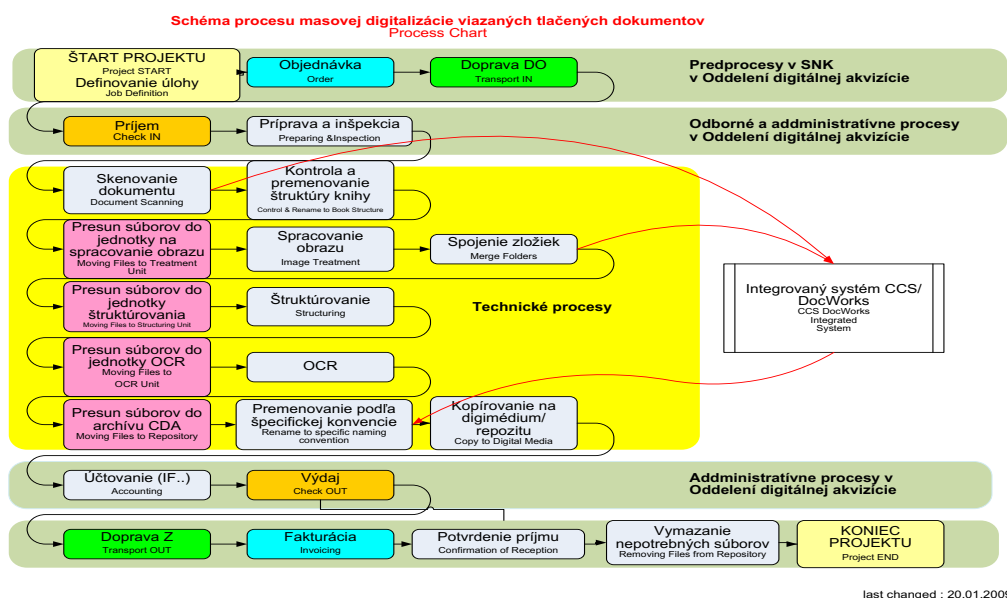 Schéma procesu masovej digitalizácie viazaných tlačených dokumentov
Process Chart
ŠTART PROJEKTU
Project START
Definovanie úlohy
Job Definition
Objednávka
Order
Doprava DO
Transport IN
Predprocesy v SNK
v Oddelení digitálnej akvizície
Príjem
Check IN
Príprava a inšpekcia
Preparing &Inspection
Odborné a addministratívne procesy
v Oddelení digitálnej akvizície
Skenovanie
dokumentu
Document Scanning
Kontrola a
premenovanie
štruktúry knihy
Control & Rename to Book Structure
Presun súborov do
jednotky na
spracovanie obrazu
Moving Files to Treatment
Unit
Spracovanie
obrazu
Image Treatment
Spojenie zložiek
Merge Folders
Integrovaný systém CCS/
DocWorks
CCS DocWorks
Integrated
System
Presun súborov do
jednotky
štruktúrovania
Moving Files to Structuring Unit
Štruktúrovanie
Structuring
Technické procesy
Presun súborov do
jednotky OCR
Moving Files to
OCR Unit
OCR
Presun súborov do
archívu CDA
Moving Files to Repository
Premenovanie podľa
špecifickej konvencie
Rename to specific naming
convention
Kopírovanie na
digimédium/
repozitu
Copy to Digital Media
Účtovanie (IF..)
Accounting
Výdaj
Check OUT
Addministratívne procesy v
Oddelení digitálnej akvizície
Doprava Z
Transport OUT
Fakturácia
Invoicing
Potvrdenie príjmu
Confirmation of Reception
Vymazanie
nepotrebných súborov
Removing Files from Repository
KONIEC
PROJEKTU
Project END
last changed : 20.01.2009